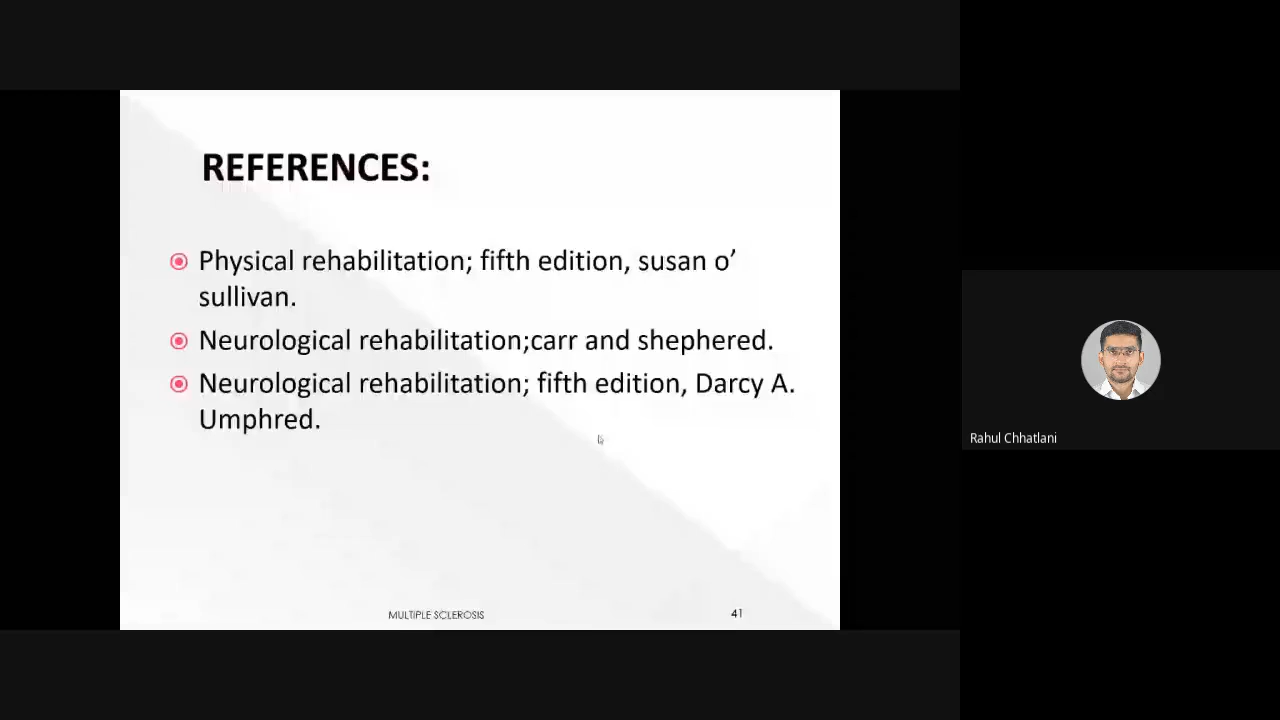 REFERENCES:
Physical rehabilitation; fifth edition, susan o’
sullivan.
Neurological rehabilitation;carr and shephered.
Neurological rehabilitation; fifth edition, Darcy A.
Umphred.
MULTIPLE SCLEROSIS
41
Rahul Chhatlani